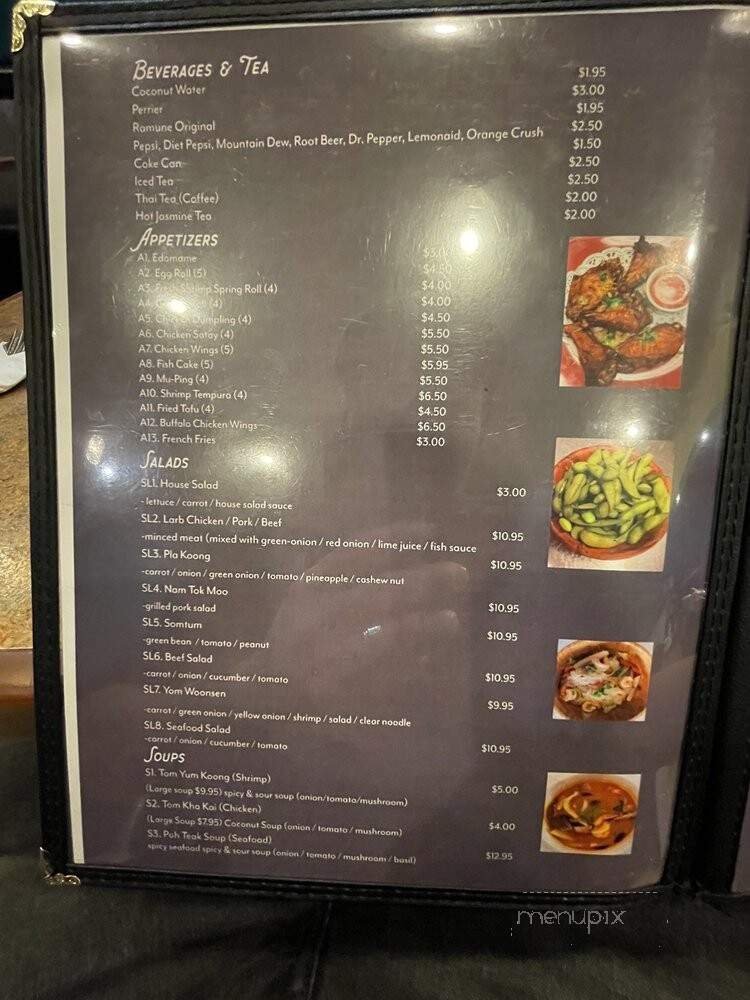 BEVERAGES & TEA
Coconut Water $1.95
Perrier $3.00
Ramune Original $1.95
Pepsi, Diet Pepsi, Mountain Dew, Root Beer, Dr. Pepper, Lemonaid, Orange Crush $2.50
Coke Can $1.50
Iced Tea $2.50
Thai Tea (Coffee) $2.50
Hot Jasmine Tea $2.00
$2.00
APPETIZERS
A1. Edamame $3.00
A2. Egg Roll (5) $4.50
A3. Fresh Shrimp Spring Roll (4) $4.00
A4. (4) $4.00
A5. Chicken Dumpling (4) $4.50
A6. Chicken Satay (4) $5.50
A7. Chicken Wings (5) $5.50
A8. Fish Cake (5) $5.95
A9. Mu-Ping (4) $5.50
A10. Shrimp Tempura (4) $6.50
A11. Fried Tofu (4) $4.50
A12. Buffalo Chicken Wings $6.50
A13. French Fries $3.00
SALADS
SL1. House Salad $3.00
- lettuce / carrot / house salad sauce
SL2. Larb Chicken / Pork / Beef $10.95
-minced meat (mixed with green-onion / red onion / lime juice / fish sauce
SL3. Pla Koong $10.95
-carrot / onion / green onion / tomato / pineapple / cashew nut
SL4. Nam Tok Moo $10.95
-grilled pork salad
SL5. Somtum $10.95
-green bean / tomato / peanut
SL6. Beef Salad $10.95
-carrot / onion / cucumber / tomato
SL7. Yom Woonsen $9.95
-carrot / green onion / yellow onion / shrimp / salad / clear noodle
SL8. Seafood Salad $10.95
-carrot / onion / cucumber / tomato
SOUPS
S1. Tom Yum Koong (Shrimp) $5.00
(Large soup $9.95) spicy & sour soup (onion/tomato/mushroom)
S2. Tom Kha Kai (Chicken) $4.00
(Large Soup $7.95) Coconut Soup (onion / tomato / mushroom)
S3. Poh Teak Soup (Seafood) $12.95
spicy seafood spicy & sour soup (onion / tomato / mushroom / basil)
menupix